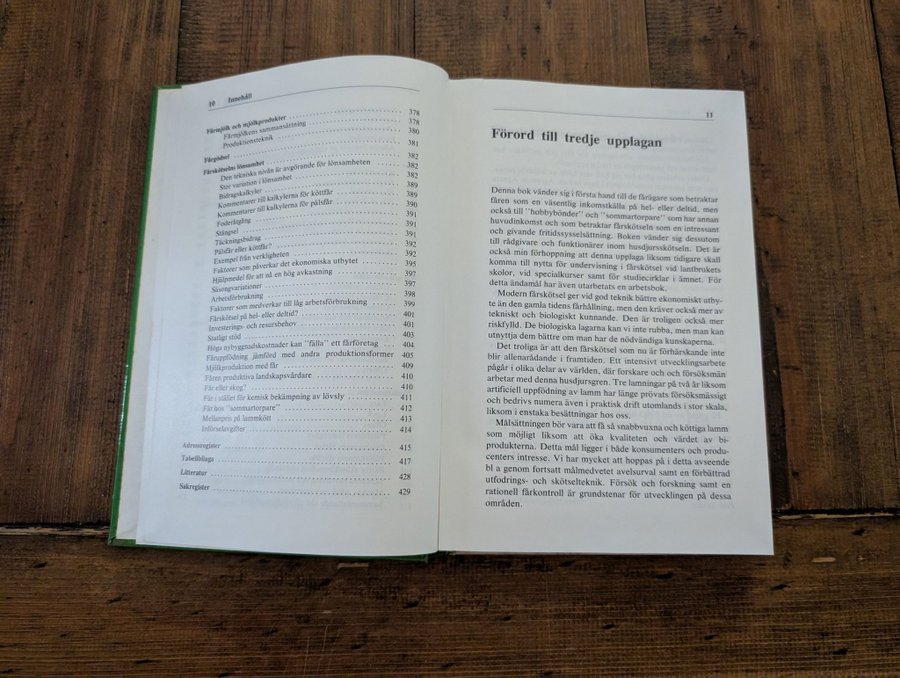 10 Innehåll
Fårmjölk och mjölkprodukter 378
Fårmjölkens sammansättning 378
Produktionsteknik 380
Fårgödsel 381
Fårskötselns lönsamhet 382
Den tekniska nivån är avgörande för lönsamheten 382
Stor variation i lönsamhet 382
Bidragskalkyler 389
Kommentarer till kalkylerna för köttfår 389
Kommentarer till kalkylerna för pälsfår 390
Foderåtgång 391
Stängsel 391
Täckningsbidrag 391
Pälsfår eller köttfår? 392
Exempel från verkligheten 392
Faktorer som påverkar det ekonomiska utbytet 395
Hjälpmedel för att nå en hög avkastning 397
Säsongvariationer 397
Arbetsförbrukning 398
Faktorer som medverkar till låg arbetsförbrukning 399
Fårskötsel på hel- eller deltid? 401
Investerings- och resursbehov 401
Statligt stöd 403
Höga nybyggnadskostnader kan "fälla" ett fårföretag 404
Fåruppfödning jämförd med andra produktionsformer 405
Mjölkproduktion med får 409
Fåren produktiva landskapsvårdare 410
Får eller skog? 410
Får i stället för kemisk bekämpning av lövsly 411
Får hos "sommartorpare" 412
Mellanpris på lammkött 413
Införselavgifter 414
Adressregister 415
Tabellbilaga 417
Litteratur 428
Sakregister 429
11
Förord till tredje upplagan
Denna bok vänder sig i första hand till de fårägare som betraktar
fåren som en väsentlig inkomstkälla på hel- eller deltid, men
också till "hobbybönder" och "sommartorpare" som har annan
huvudinkomst och som betraktar fårskötseln som en intressant
och givande fritidssysselsättning. Boken vänder sig dessutom
till rådgivare och funktionärer inom husdjursskötseln. Det är
också min förhoppning att denna upplaga liksom tidigare skall
komma till nytta för undervisning i fårskötsel vid lantbrukets
skolor, vid specialkurser samt för studiecirklar i ämnet. För
detta ändamål har även utarbetats en arbetsbok.
Modern fårskötsel ger vid god teknik bättre ekonomiskt utby-
te än den gamla tidens fårhållning, men den kräver också mer av
tekniskt och biologiskt kunnande. Den är troligen också mer
riskfylld. De biologiska lagarna kan vi inte rubba, men man kan
utnyttja dem bättre om man har de nödvändiga kunskaperna.
Det troliga är att den fårskötsel som nu är förhärskande inte
blir allenarådande i framtiden. Ett intensivt utvecklingsarbete
pågår i olika delar av världen, där forskare och och försöksmän
arbetar med denna husdjursgren. Tre lamningar på två år liksom
artificiell uppfödning av lamm har länge prövats försöksmässigt
och bedrivs numera även i praktisk drift utomlands i stor skala,
liksom i enstaka besättningar hos oss.
Målsättningen bör vara att få så snabbvuxna och köttiga lamm
som möjligt liksom att öka kvaliteten och värdet av bi-
produkterna. Detta mål ligger i både konsumenters och produ-
centers intresse. Vi har mycket att hoppas på i detta avseende
bl a genom fortsatt målmedvetet avelsurval samt en förbättrad
utfodrings- och skötselteknik. Försök och forskning samt en
rationell fårkontroll är grundstenar för utvecklingen på dessa
områden.